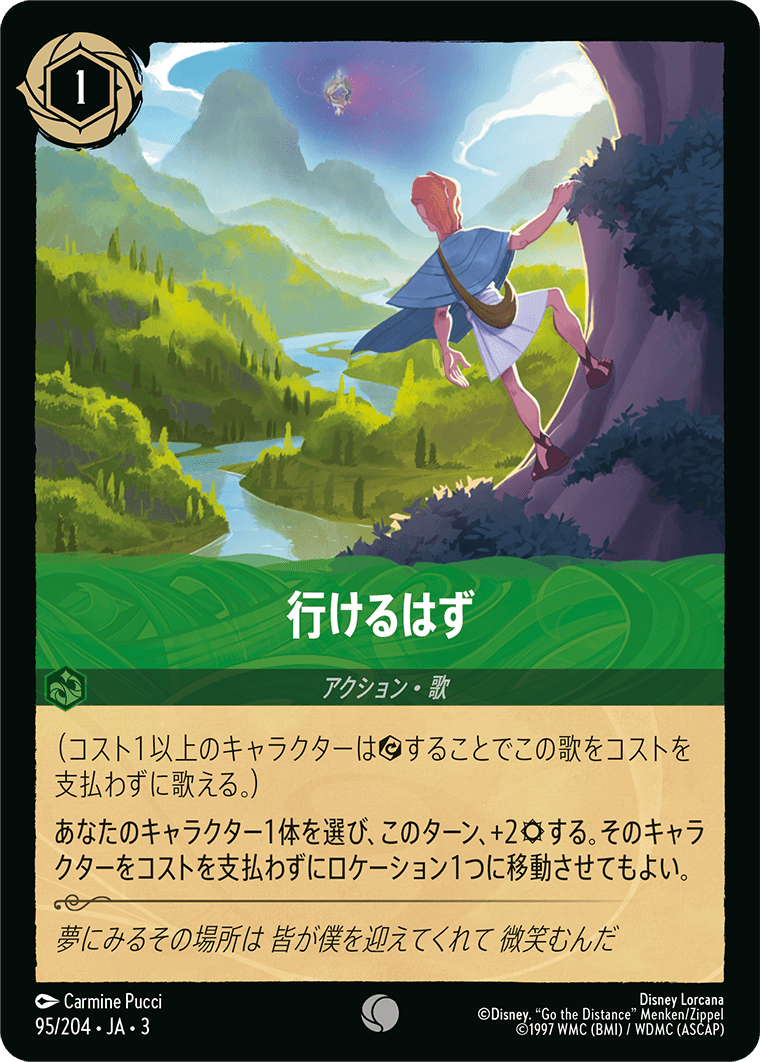 1
行けるはず
アクション・歌
（コスト1以上のキャラクターはすることでこの歌をコストを
支払わずに歌える。）
あなたのキャラクター1体を選び、このターン、+2する。そのキャラ
クターをコストを支払わずにロケーション1つに移動させてもよい。
夢にみるその場所は 皆が僕を迎えてくれて 微笑むんだ
Carmine Pucci
95/204 • JA • 3
Disney Lorcana
©Disney. “Go the Distance” Menken/Zippel
©1997 WMC (BMI) / WDMC (ASCAP)